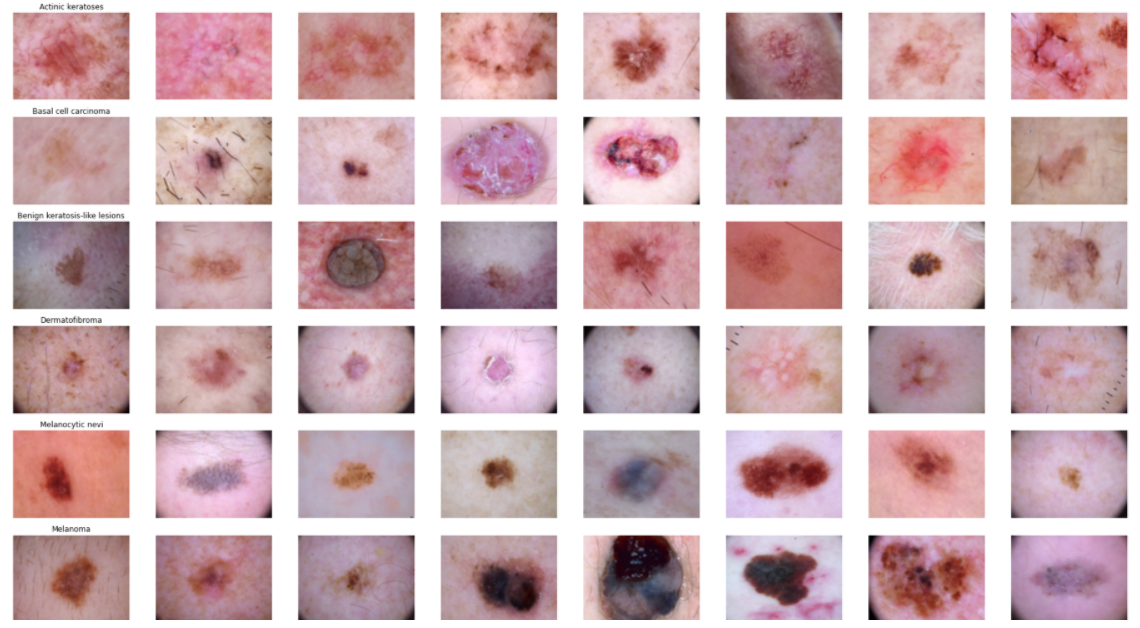 Actinic keratoses
Basal cell carcinoma
Benign keratosis-like lesions
Dermatofibroma
Melanocytic nevi
Melanoma